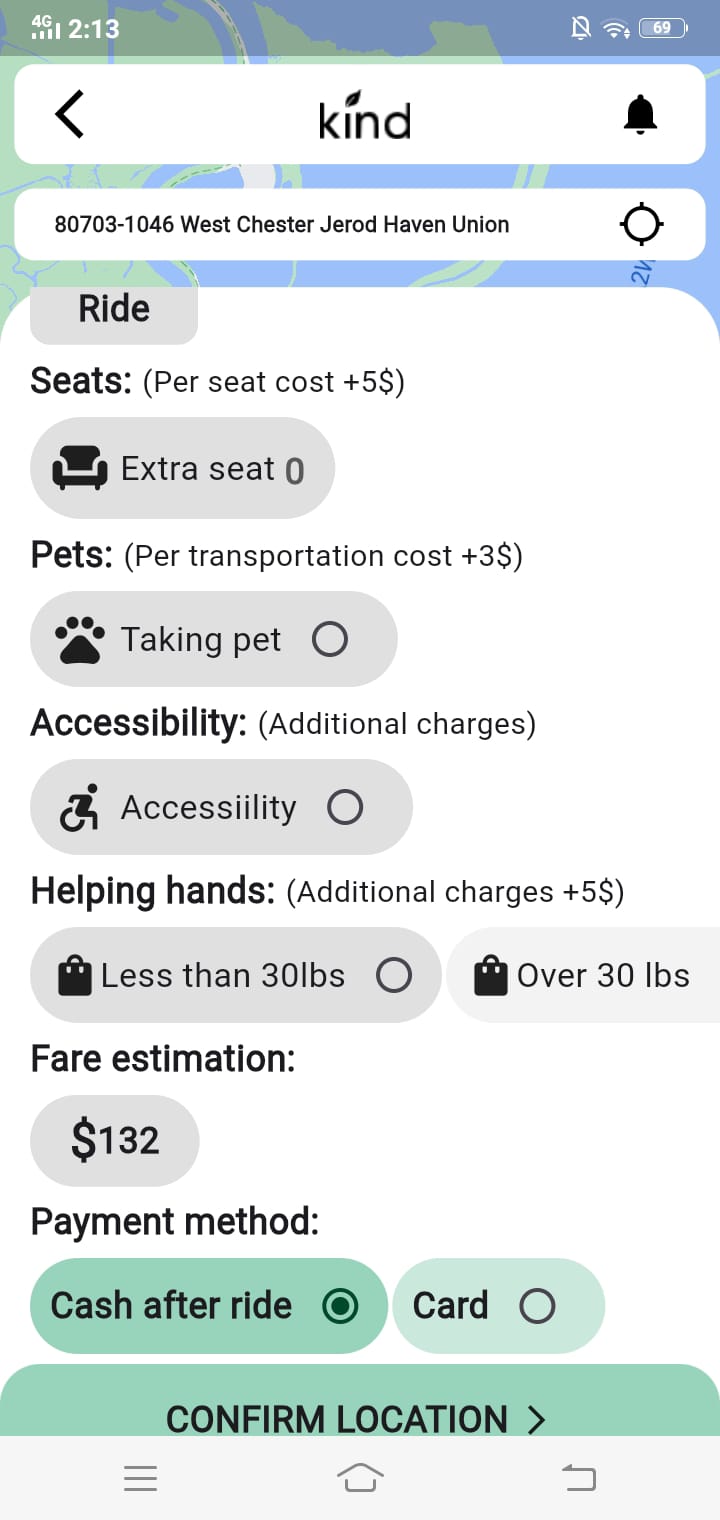 4G 2:13 69
kind
80703-1046 West Chester Jerod Haven Union
2W
Ride
Seats: (Per seat cost +5$)
Extra seat 0
Pets: (Per transportation cost +3$)
Taking pet
Accessibility: (Additional charges)
Accessiility
Helping hands: (Additional charges +5$)
Less than 30lbs Over 30 lbs
Fare estimation:
$132
Payment method:
Cash after ride Card
CONFIRM LOCATION >